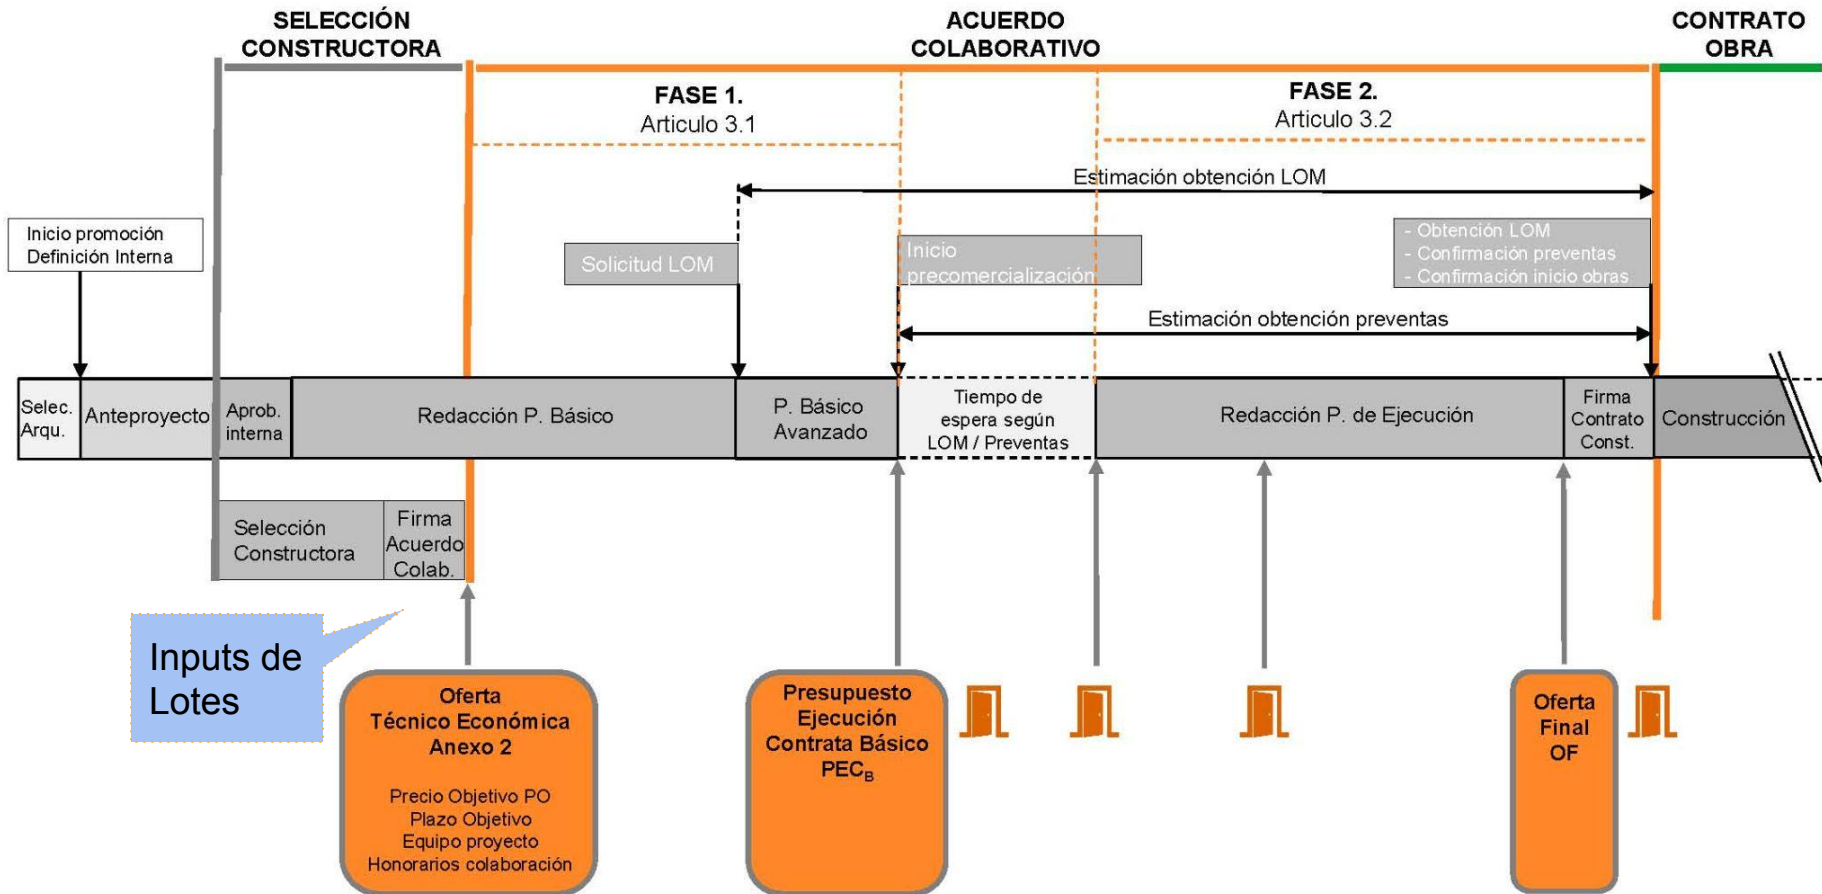 SELECCIÓN
CONSTRUCTORA
ACUERDO
COLABORATIVO
CONTRATO
OBRA
FASE 1.
Articulo 3.1
FASE 2.
Articulo 3.2
Estimación obtención LOM
Inicio promoción
Definición Interna
Solicitud LOM
Inicio
precomercialización
- Obtención LOM
- Confirmación preventas
- Confirmación inicio obras
Estimación obtención preventas
Selec.
Arqu.
Anteproyecto
Aprob.
interna
Redacción P. Básico
P. Básico
Avanzado
Tiempo de
espera según
LOM / Preventas
Redacción P. de Ejecución
Firma
Contrato
Const.
Construcción
Selección
Constructora
Firma
Acuerdo
Colab.
Inputs de
Lotes
Oferta
Técnico Económica
Anexo 2
Precio Objetivo PO
Plazo Objetivo
Equipo proyecto
Honorarios colaboración
Presupuesto
Ejecución
Contrata Básico
PEC_B
Oferta
Final
OF